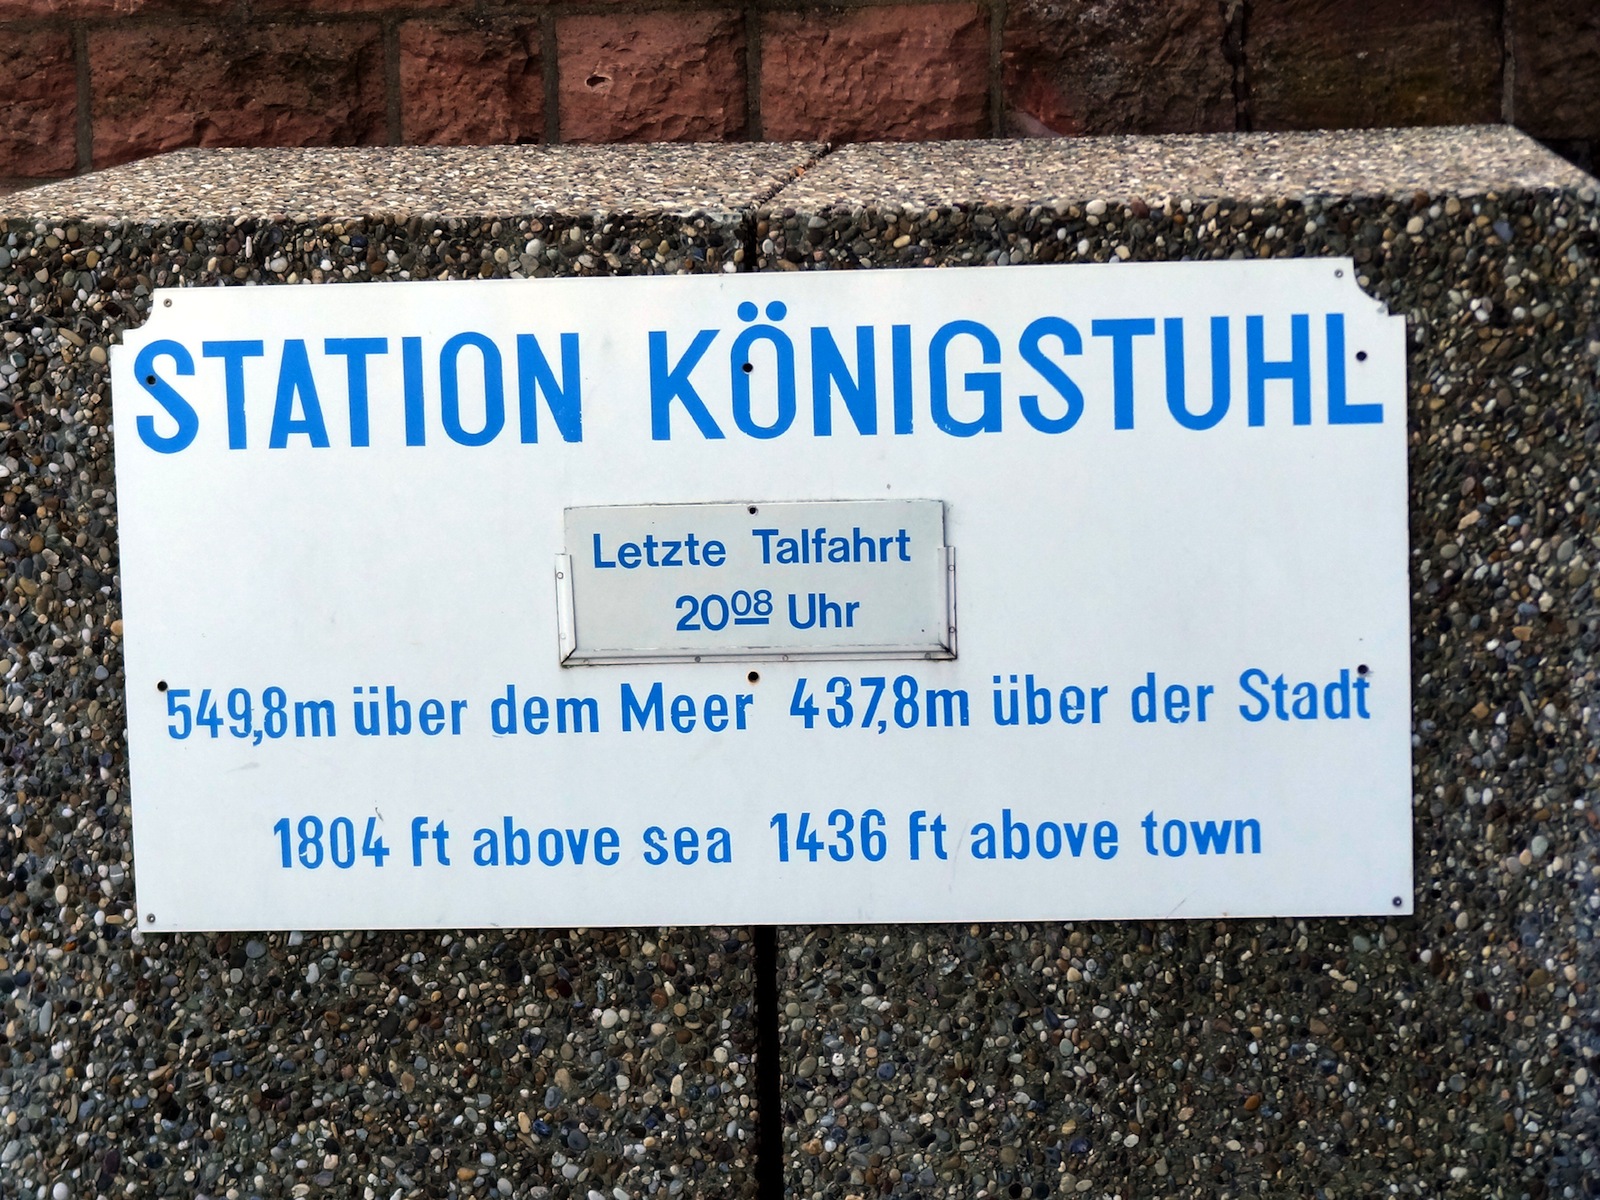 STATION KÖNIGSTUHL
Letzte Talfahrt
20⁰⁸ Uhr
549,8m über dem Meer 437,8m über der Stadt
1804 ft above sea 1436 ft above town